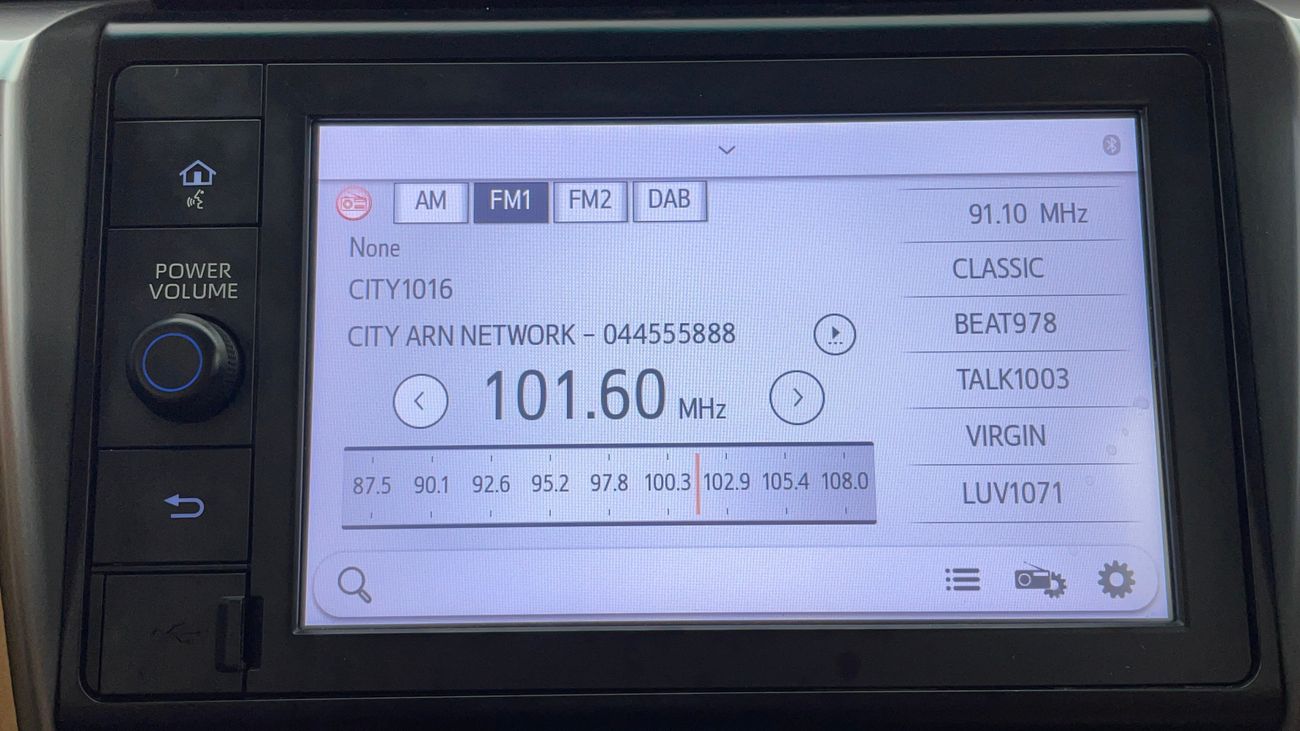 POWER
VOLUME
AM FM1 FM2 DAB
None
CITY1016
CITY ARN NETWORK – 044555888
101.60 MHz
87.5 90.1 92.6 95.2 97.8 100.3 102.9 105.4 108.0
91.10 MHz
CLASSIC
BEAT978
TALK1003
VIRGIN
LUV1071